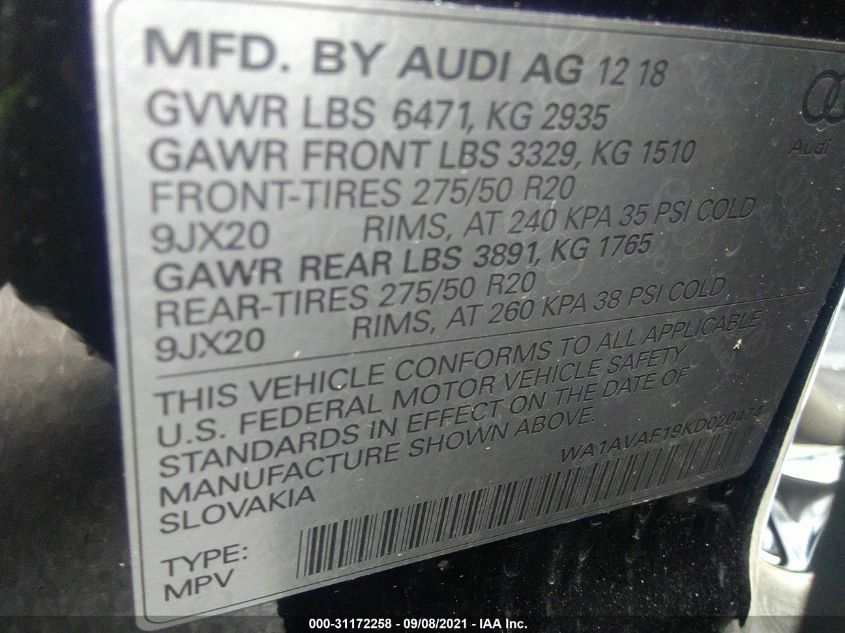 MFD. BY AUDI AG 12 18
GVWR LBS 6471, KG 2935
GAWR FRONT LBS 3329, KG 1510
FRONT-TIRES 275/50 R20
9JX20 RIMS, AT 240 KPA 35 PSI COLD
GAWR REAR LBS 3891, KG 1765
REAR-TIRES 275/50 R20
9JX20 RIMS, AT 260 KPA 38 PSI COLD
Audi
THIS VEHICLE CONFORMS TO ALL APPLICABLE
U.S. FEDERAL MOTOR VEHICLE SAFETY
STANDARDS IN EFFECT ON THE DATE OF
MANUFACTURE SHOWN ABOVE.
SLOVAKIA
WA1AVAF19KD020474
TYPE:
MPV
000-31172258 - 09/08/2021 - © IAA Inc.